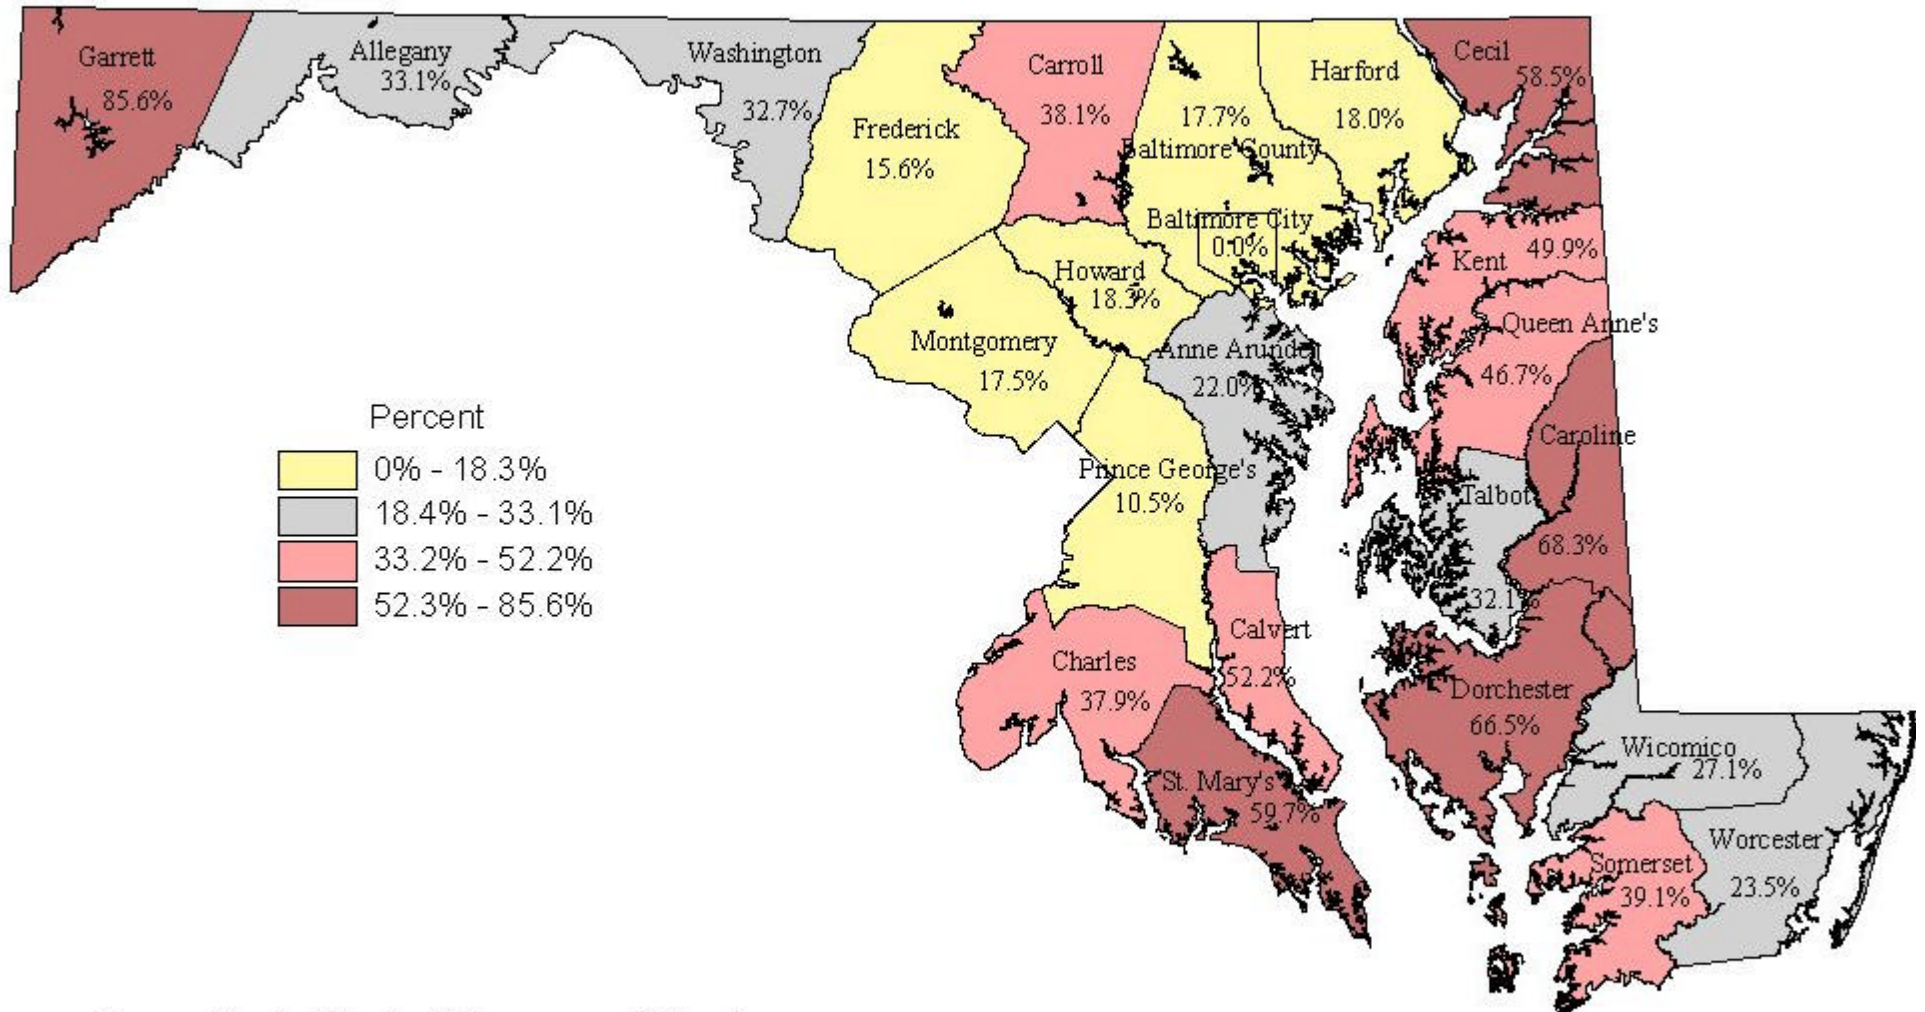 Garrett
85.6%
Allegany
33.1%
Washington
32.7%
Frederick
15.6%
Carroll
38.1%
17.7%
Baltimore County
Harford
18.0%
Cecil
58.5%
Baltimore City
0.0%
Howard
18.3%
Montgomery
17.5%
Anne Arundel
22.0%
Prince George's
10.5%
Kent
49.9%
Queen Anne's
46.7%
Caroline
68.3%
Talbot
32.1%
Calvert
52.2%
Charles
37.9%
St. Mary's
59.7%
Dorchester
66.5%
Wicomico
27.1%
Worcester
23.5%
Somerset
39.1%
Percent
0% - 18.3%
18.4% - 33.1%
33.2% - 52.2%
52.3% - 85.6%